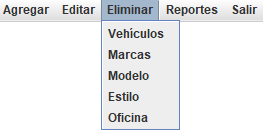 Agregar Editar Eliminar Reportes Salir
Vehículos
Marcas
Modelo
Estilo
Oficina